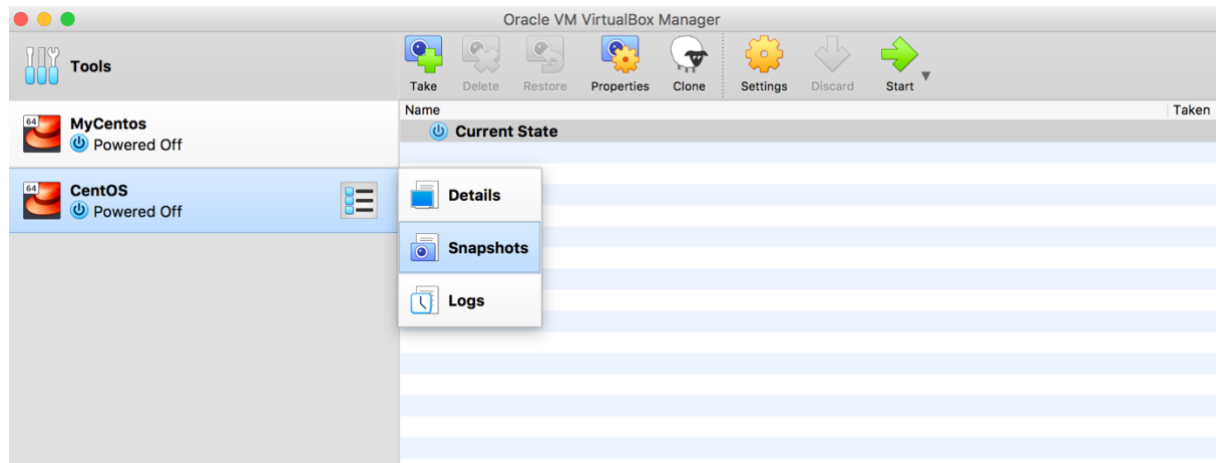 Oracle VM VirtualBox Manager
Tools
Take Delete Restore Properties Clone Settings Discard Start
Name Taken
Current State
64 MyCentos
Powered Off
64 CentOS
Powered Off
Details
Snapshots
Logs